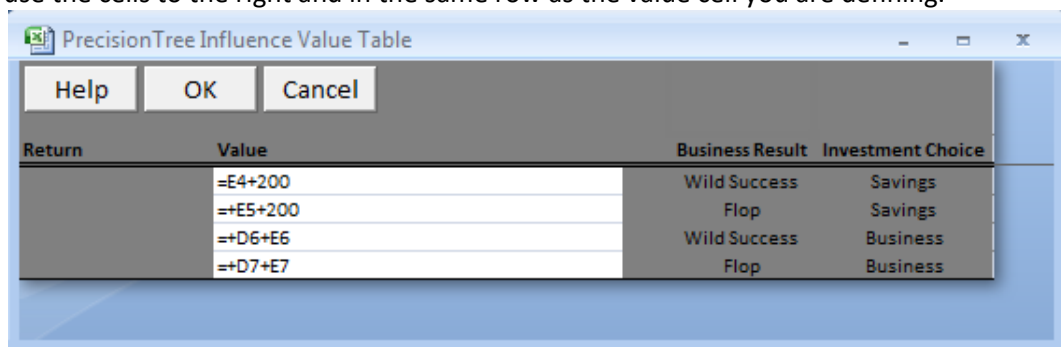 use the cells to the right and in the same row as the value cell you are defining.
PrecisionTree Influence Value Table
Help OK Cancel
Return Value Business Result Investment Choice
=E4+200 Wild Success Savings
=+E5+200 Flop Savings
=+D6+E6 Wild Success Business
=+D7+E7 Flop Business